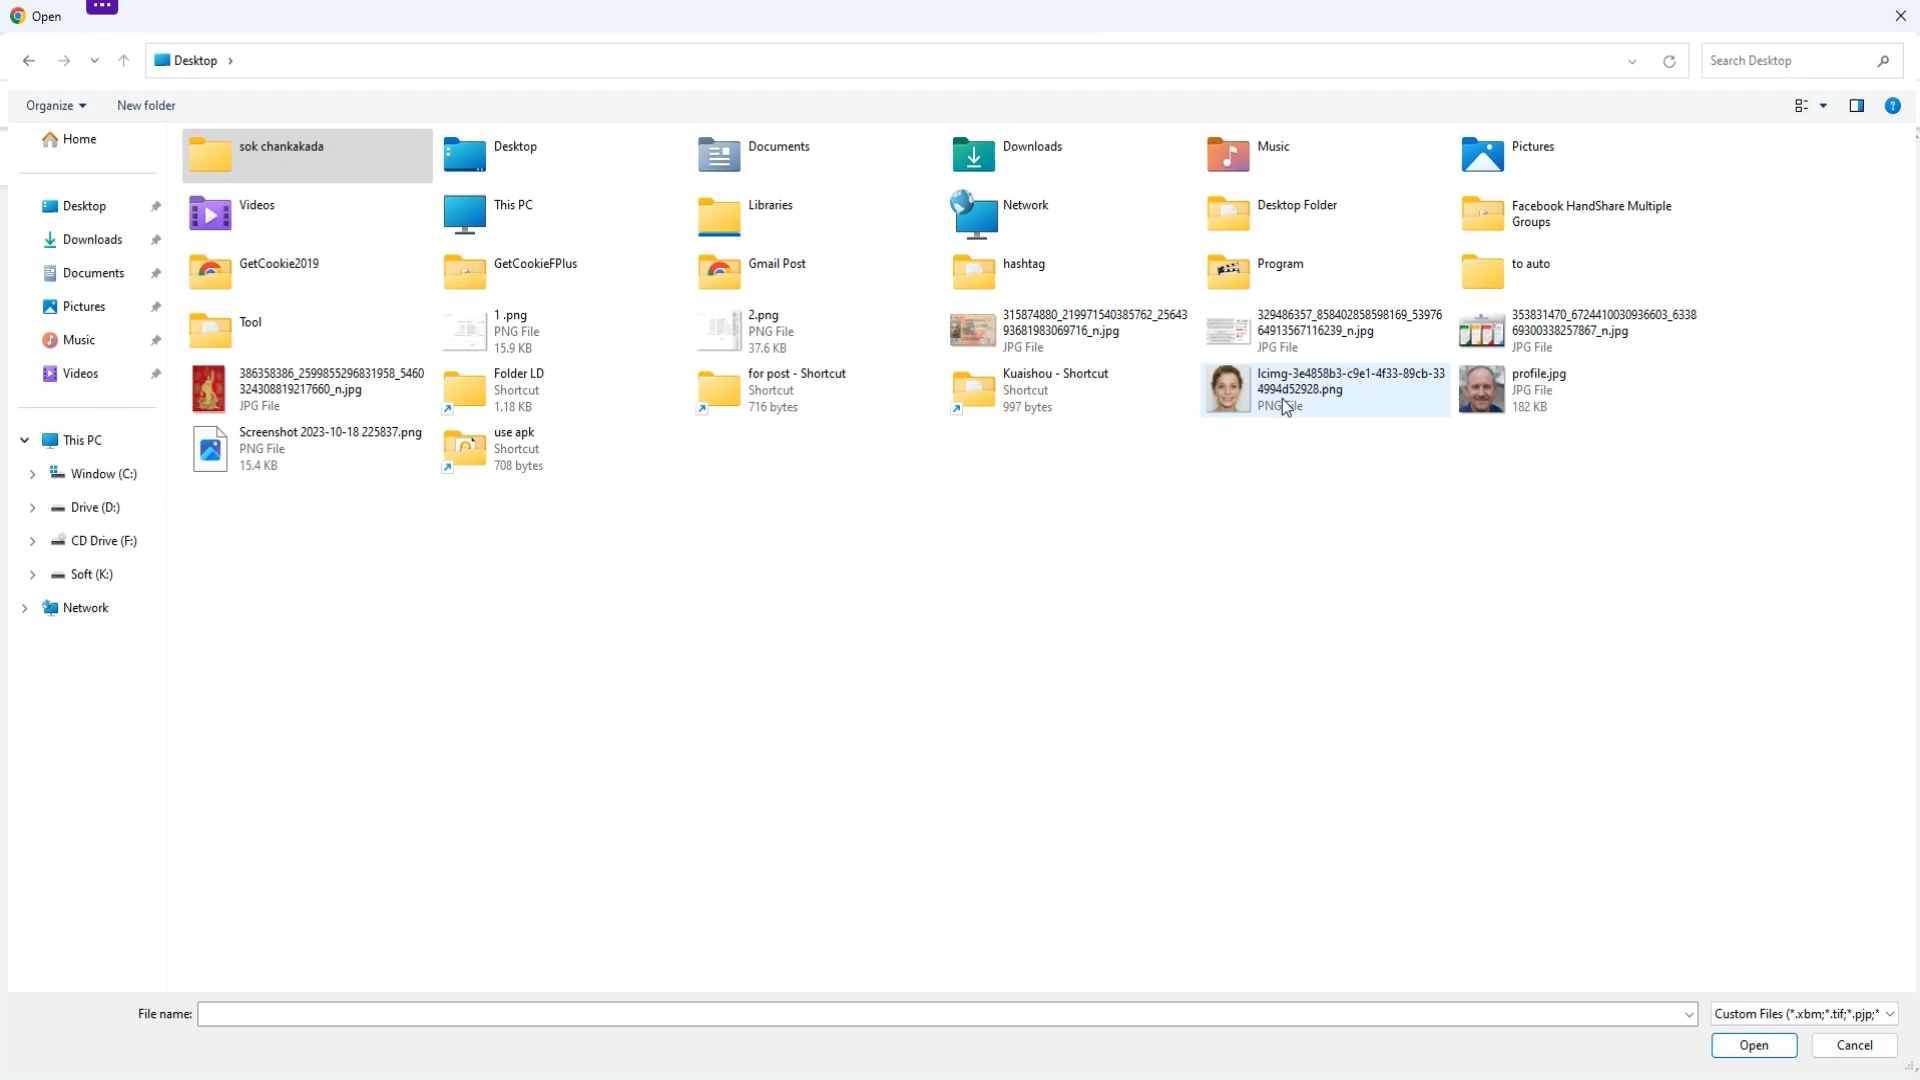 Open
Desktop
Search Desktop
Organize
New folder
Home
Desktop
Downloads
Documents
Pictures
Music
Videos
This PC
Window (C:)
Drive (D:)
CD Drive (F:)
Soft (K:)
Network
sok chankakada
Desktop
Documents
Downloads
Music
Pictures
Videos
This PC
Libraries
Network
Desktop Folder
Facebook HandShare Multiple
Groups
GetCookie2019
GetCookieFPlus
Gmail Post
hashtag
Program
to auto
Tool
1 .png
PNG File
15.9 KB
2.png
PNG File
37.6 KB
315874880_219971540385762_25643
93681983069716_n.jpg
JPG File
329486357_858402858598169_53976
64913567116239_n.jpg
JPG File
353831470_6724410030936603_6338
69300338257867_n.jpg
JPG File
386358386_2599855296831958_5460
324308819217660_n.jpg
JPG File
Folder LD
Shortcut
1.18 KB
for post - Shortcut
Shortcut
716 bytes
Kuaishou - Shortcut
Shortcut
997 bytes
lcimg-3e4858b3-c9e1-4f33-89cb-33
4994d52928.png
PNG File
profile.jpg
JPG File
182 KB
Screenshot 2023-10-18 225837.png
PNG File
15.4 KB
use apk
Shortcut
708 bytes
File name:
Custom Files (*.xbm;*.tif;*.pjp;*
Open
Cancel